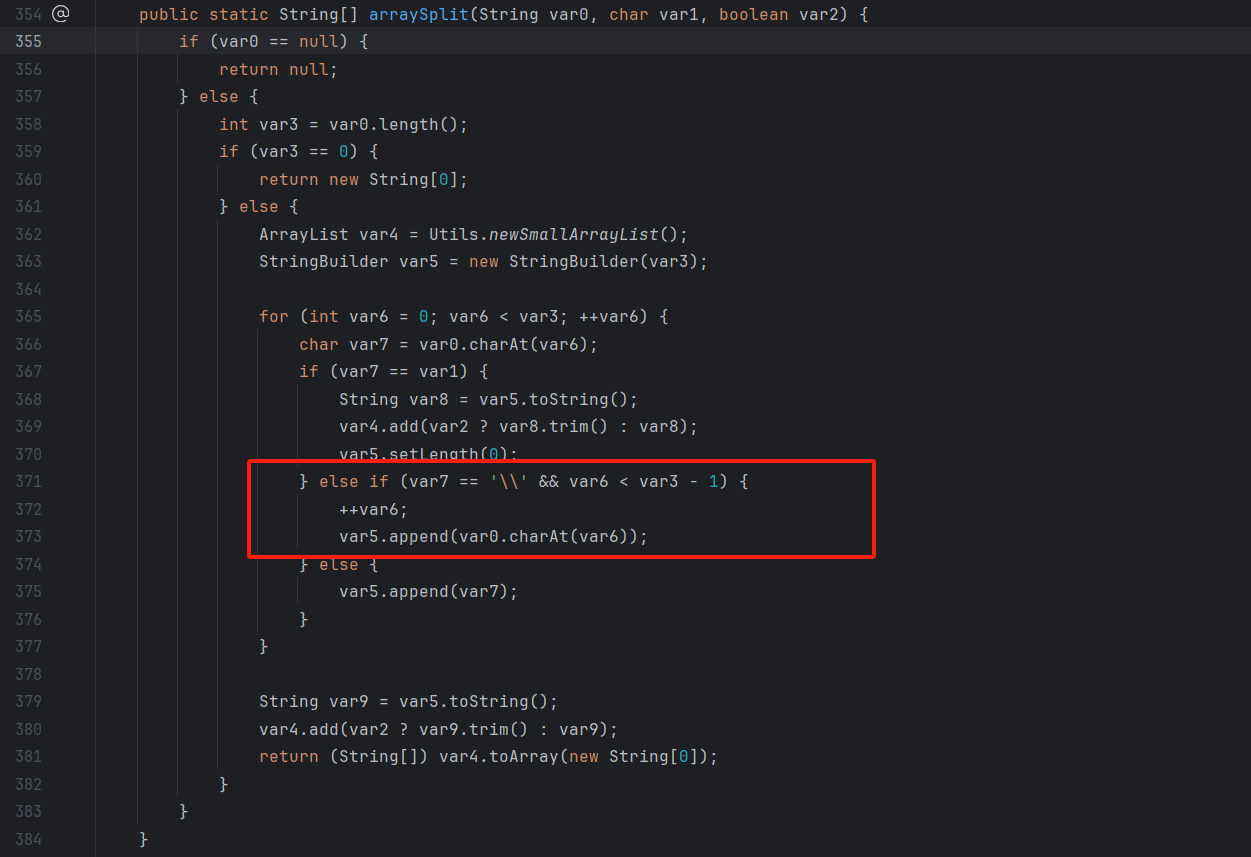 354 @ public static String[] arraySplit(String var0, char var1, boolean var2) {
355 if (var0 == null) {
356 return null;
357 } else {
358 int var3 = var0.length();
359 if (var3 == 0) {
360 return new String[0];
361 } else {
362 ArrayList var4 = Utils.newSmallArrayList();
363 StringBuilder var5 = new StringBuilder(var3);
364
365 for (int var6 = 0; var6 < var3; ++var6) {
366 char var7 = var0.charAt(var6);
367 if (var7 == var1) {
368 String var8 = var5.toString();
369 var4.add(var2 ? var8.trim() : var8);
370 var5.setLength(0);
371 } else if (var7 == '\\' && var6 < var3 - 1) {
372 ++var6;
373 var5.append(var0.charAt(var6));
374 } else {
375 var5.append(var7);
376 }
377 }
378
379 String var9 = var5.toString();
380 var4.add(var2 ? var9.trim() : var9);
381 return (String[]) var4.toArray(new String[0]);
382 }
383 }
384 }